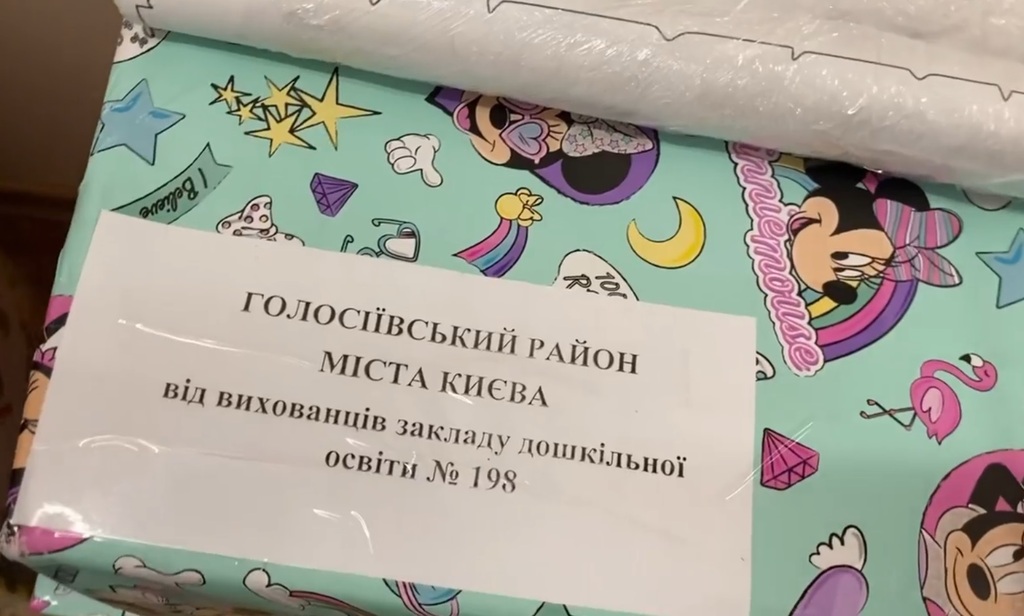 I Believe
Minniemouse
ГОЛОСІЇВСЬКИЙ РАЙОН
МІСТА КИЄВА
від вихованців закладу дошкільної
освіти № 198